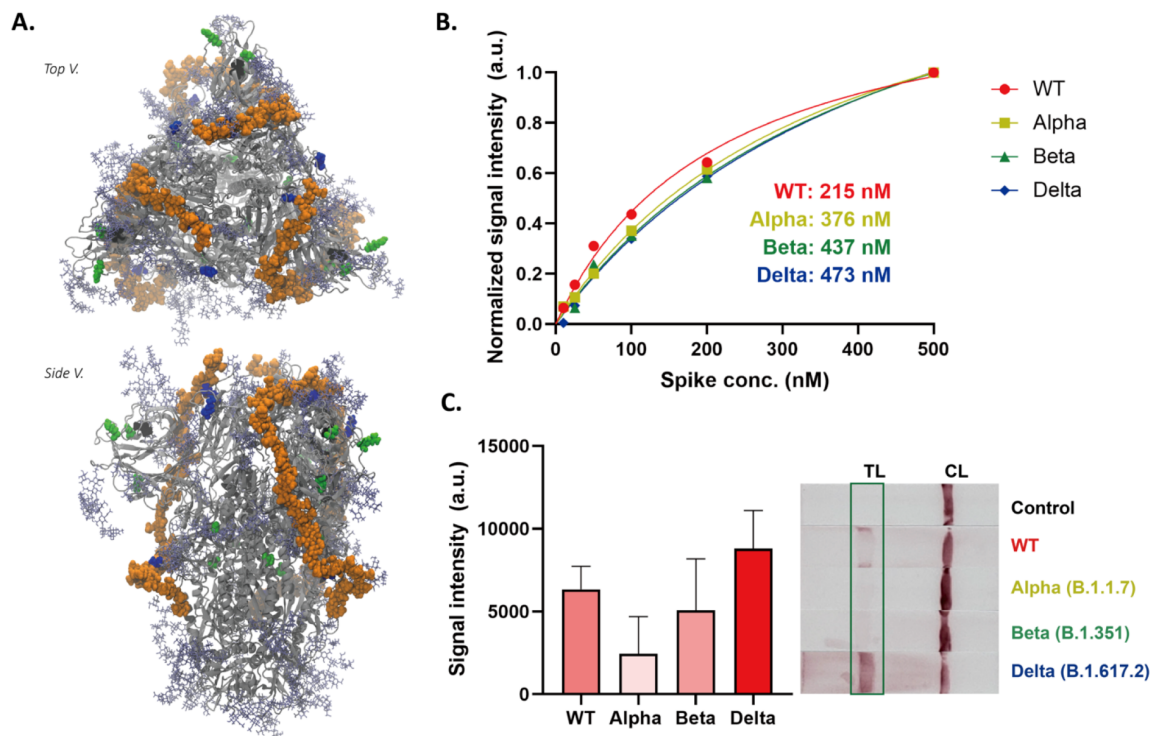 A.
Top V.
Side V.
B.
Normalized signal intensity (a.u.)
1.0
0.8
0.6
0.4
0.2
0.0
0
100
200
300
400
500
Spike conc. (nM)
WT: 215 nM
Alpha: 376 nM
Beta: 437 nM
Delta: 473 nM
WT
Alpha
Beta
Delta
C.
Signal intensity (a.u.)
15000
10000
5000
0
WT
Alpha
Beta
Delta
TL
CL
Control
WT
Alpha (B.1.1.7)
Beta (B.1.351)
Delta (B.1.617.2)